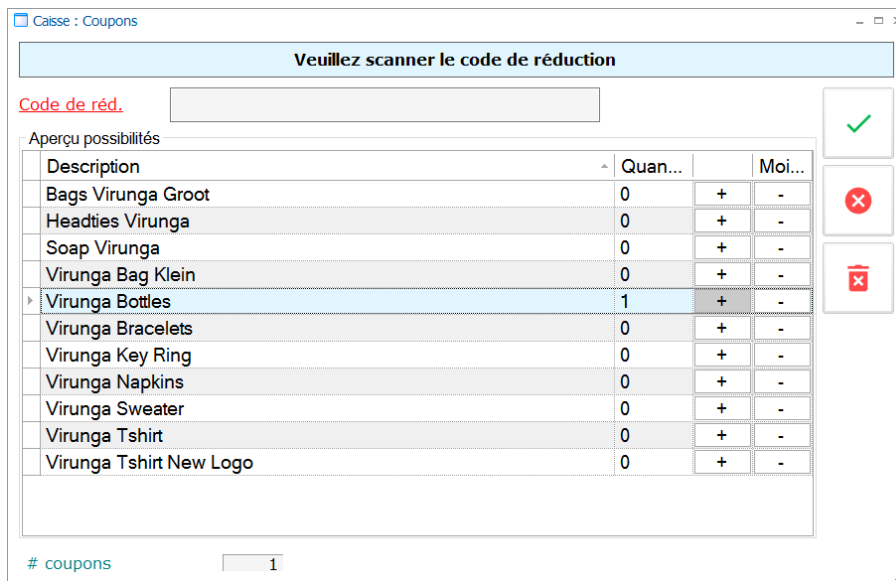 Caisse : Coupons
Veuillez scanner le code de réduction
Code de réd.
Aperçu possibilités
Description Quan... Moi...
Bags Virunga Groot 0 + -
Headties Virunga 0 + -
Soap Virunga 0 + -
Virunga Bag Klein 0 + -
Virunga Bottles 1 + -
Virunga Bracelets 0 + -
Virunga Key Ring 0 + -
Virunga Napkins 0 + -
Virunga Sweater 0 + -
Virunga Tshirt 0 + -
Virunga Tshirt New Logo 0 + -
# coupons 1